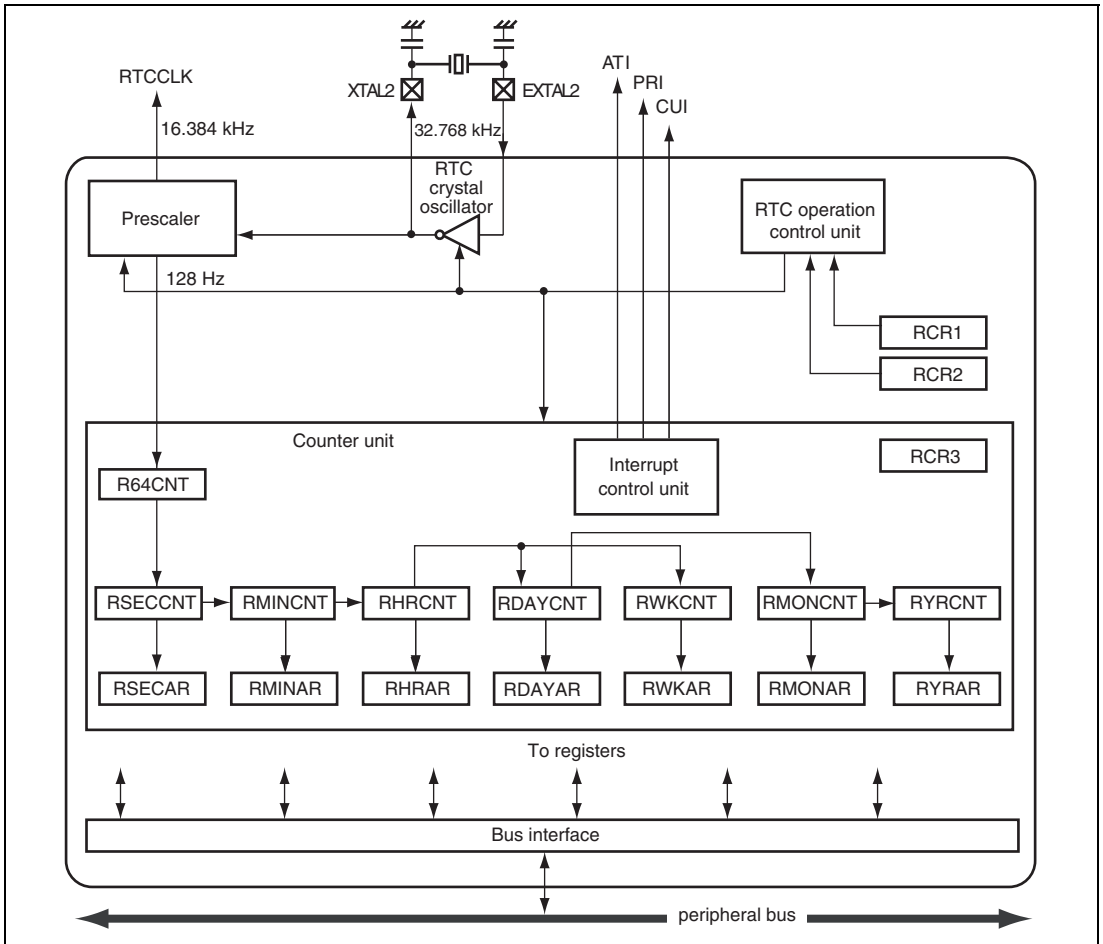 ATI
RTCCLK
PRI
XTAL2
EXTAL2
CUI
16.384 kHz
32.768 kHz
RTC
crystal
oscillator
Prescaler
RTC operation
control unit
128 Hz
RCR1
RCR2
Counter unit
RCR3
Interrupt
control unit
R64CNT
RSECCNT RMINCNT RHRCNT RDAYCNT RWKCNT RMONCNT RYRCNT
RSECAR RMINAR RHRAR RDAYAR RWKAR RMONAR RYRAR
To registers
Bus interface
peripheral bus